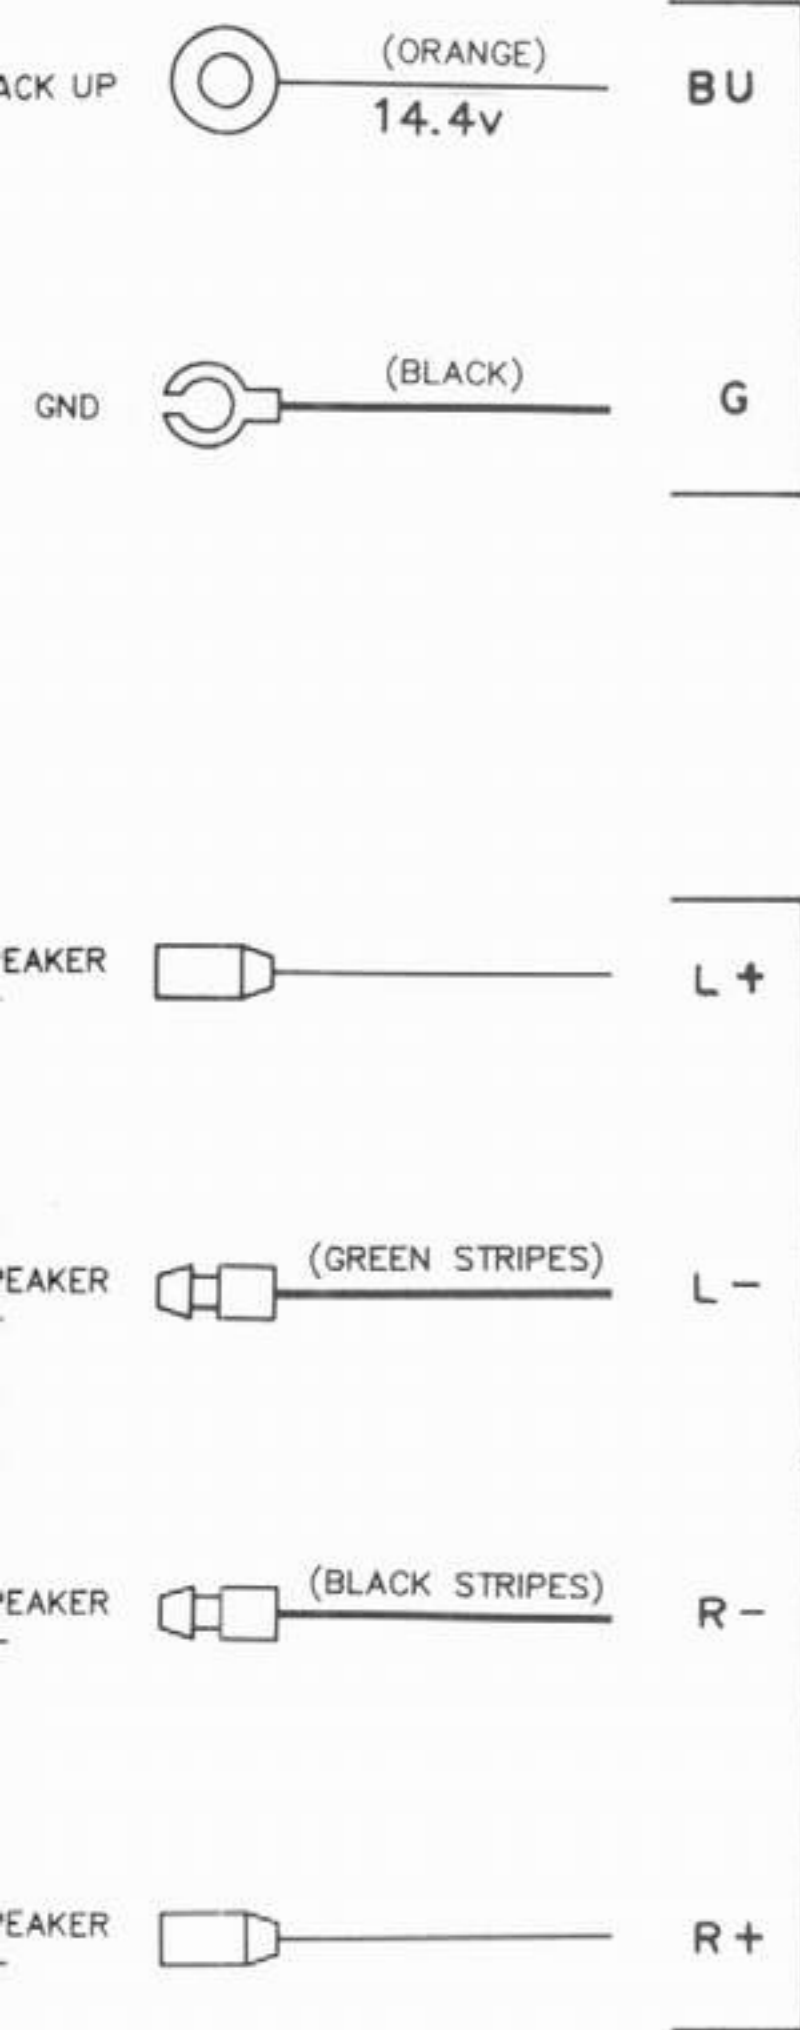 ACK UP (ORANGE) BU
14.4v
GND (BLACK) G
EAKER L+
PEAKER (GREEN STRIPES) L-
PEAKER (BLACK STRIPES) R-
PEAKER R+